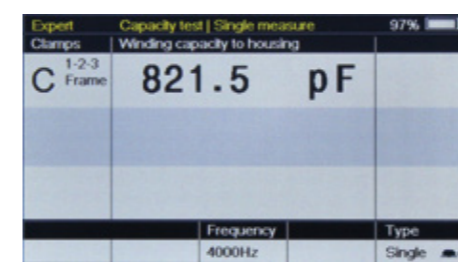 Expert Capacity test | Single measure 97%
Clamps Winding capacity to housing
C 1-2-3 Frame 821.5 pF
Frequency Type
4000Hz Single